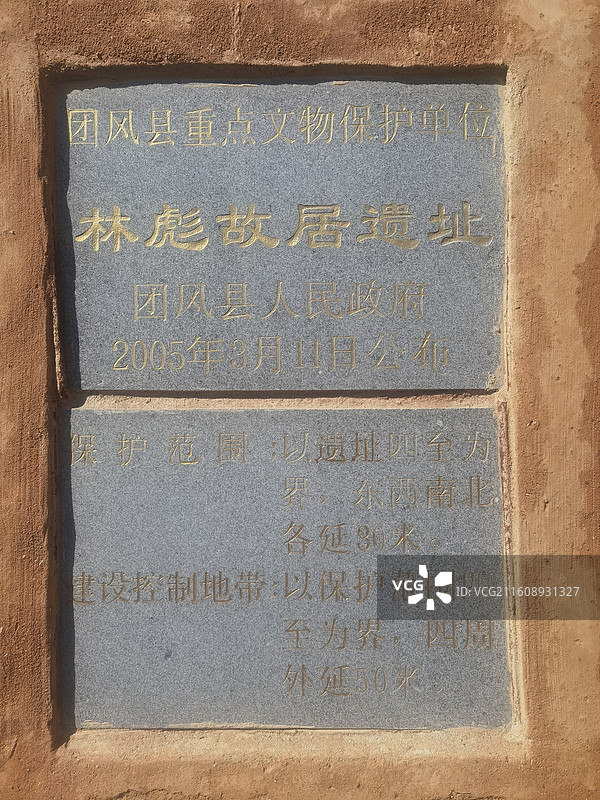 团风县重点文物保护单位
林彪故居遗址
团风县人民政府
2005年3月11日公布
保护范围:以遗址四至为
界，东西南北
各延30米。
建设控制地带:以保护范
至为界，四周
外延50米。
VCG
ID:VCG211608931327